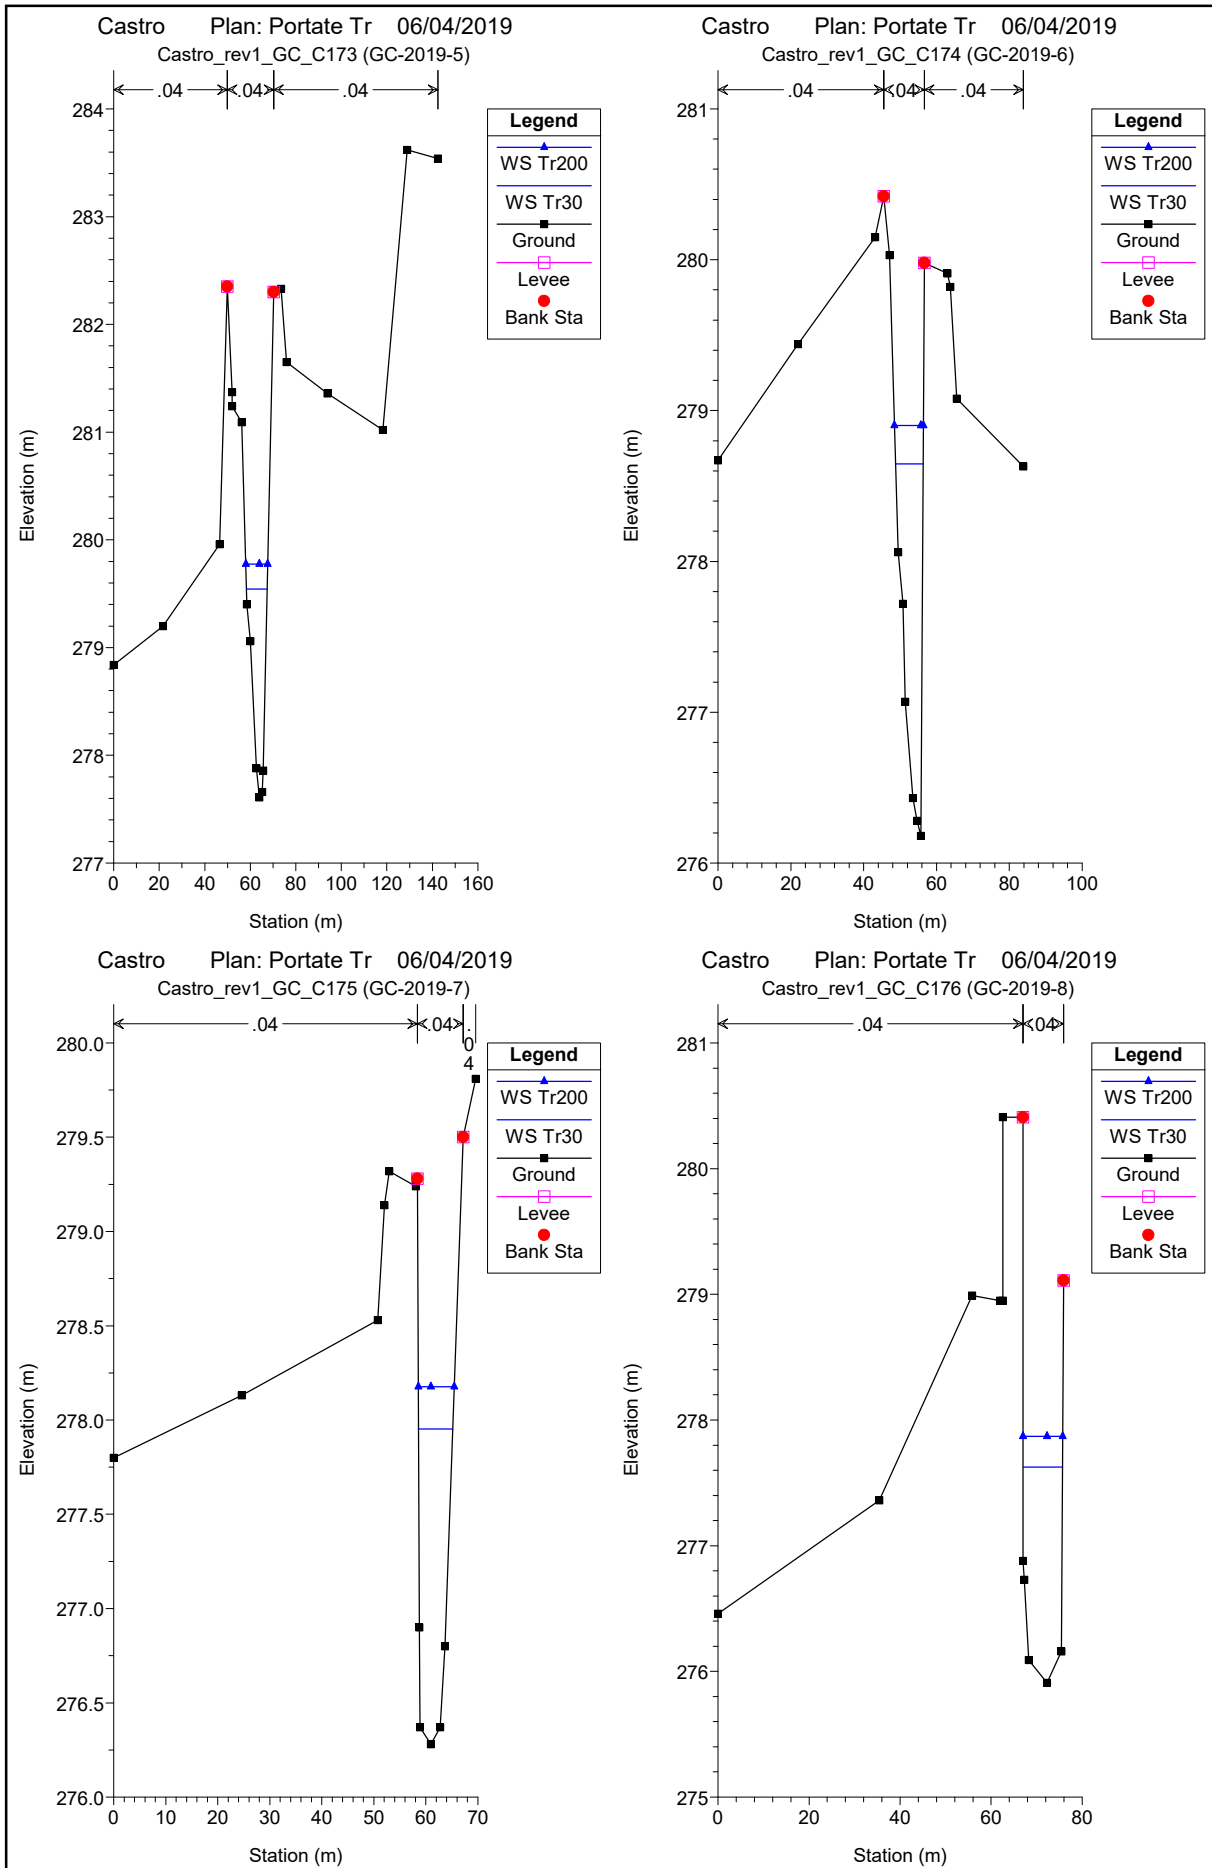 Castro Plan: Portate Tr 06/04/2019
Castro_rev1_GC_C173 (GC-2019-5)
.04 .04 .04
Legend
WS Tr200
WS Tr30
Ground
Levee
Bank Sta
284
283
282
281
280
279
278
277
Elevation (m)
0 20 40 60 80 100 120 140 160
Station (m)
Castro Plan: Portate Tr 06/04/2019
Castro_rev1_GC_C174 (GC-2019-6)
.04 .04 .04
Legend
WS Tr200
WS Tr30
Ground
Levee
Bank Sta
281
280
279
278
277
276
Elevation (m)
0 20 40 60 80 100
Station (m)
Castro Plan: Portate Tr 06/04/2019
Castro_rev1_GC_C175 (GC-2019-7)
.04 .04 .04
Legend
WS Tr200
WS Tr30
Ground
Levee
Bank Sta
280.0
279.5
279.0
278.5
278.0
277.5
277.0
276.5
276.0
Elevation (m)
0 10 20 30 40 50 60 70
Station (m)
Castro Plan: Portate Tr 06/04/2019
Castro_rev1_GC_C176 (GC-2019-8)
.04 .04
Legend
WS Tr200
WS Tr30
Ground
Levee
Bank Sta
281
280
279
278
277
276
275
Elevation (m)
0 20 40 60 80
Station (m)